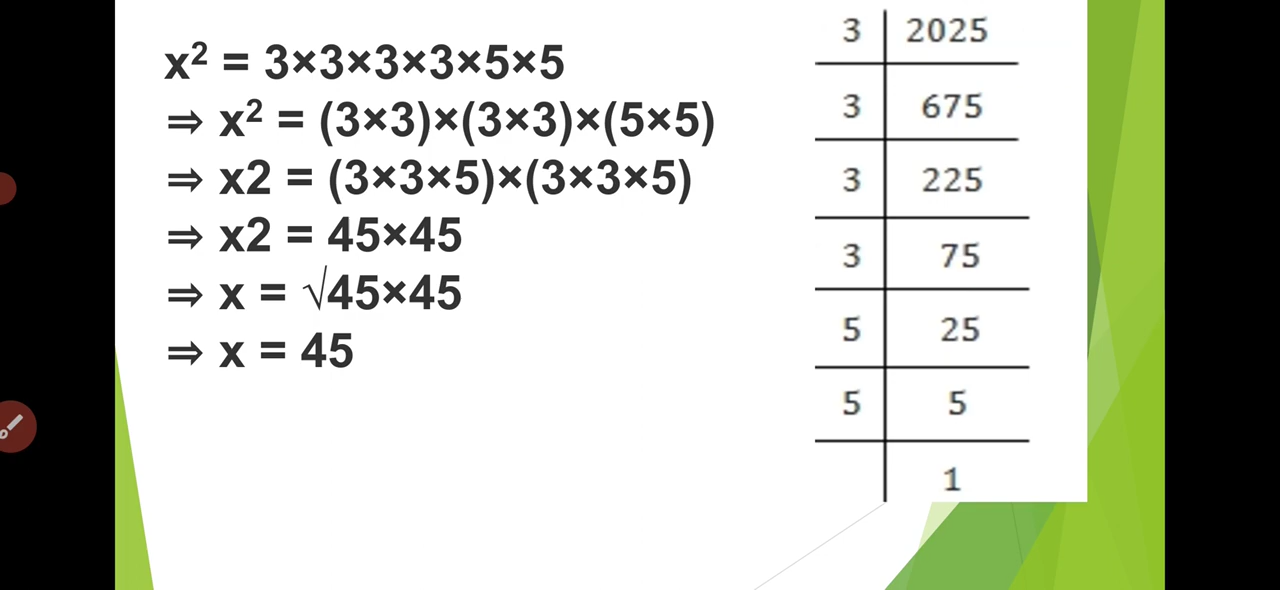 x² = 3×3×3×3×5×5
⇒ x² = (3×3)×(3×3)×(5×5)
⇒ x2 = (3×3×5)×(3×3×5)
⇒ x2 = 45×45
⇒ x = √45×45
⇒ x = 45
3 2025
3 675
3 225
3 75
5 25
5 5
1